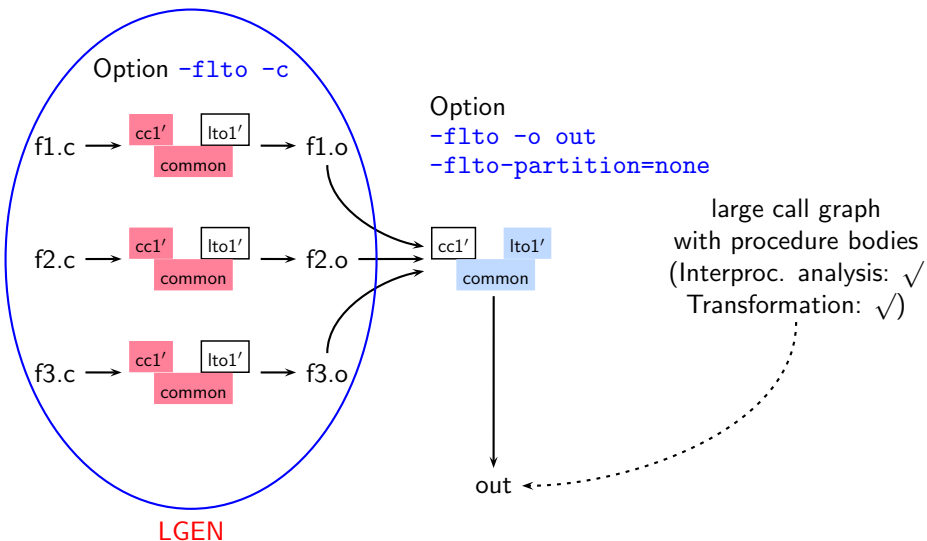 Option -flto -c
f1.c
cc1′
lto1′
common
f1.o
f2.c
cc1′
lto1′
common
f2.o
f3.c
cc1′
lto1′
common
f3.o
LGEN
Option
-flto -o out
-flto-partition=none
cc1′
lto1′
common
out
large call graph
with procedure bodies
(Interproc. analysis: √
Transformation: √)